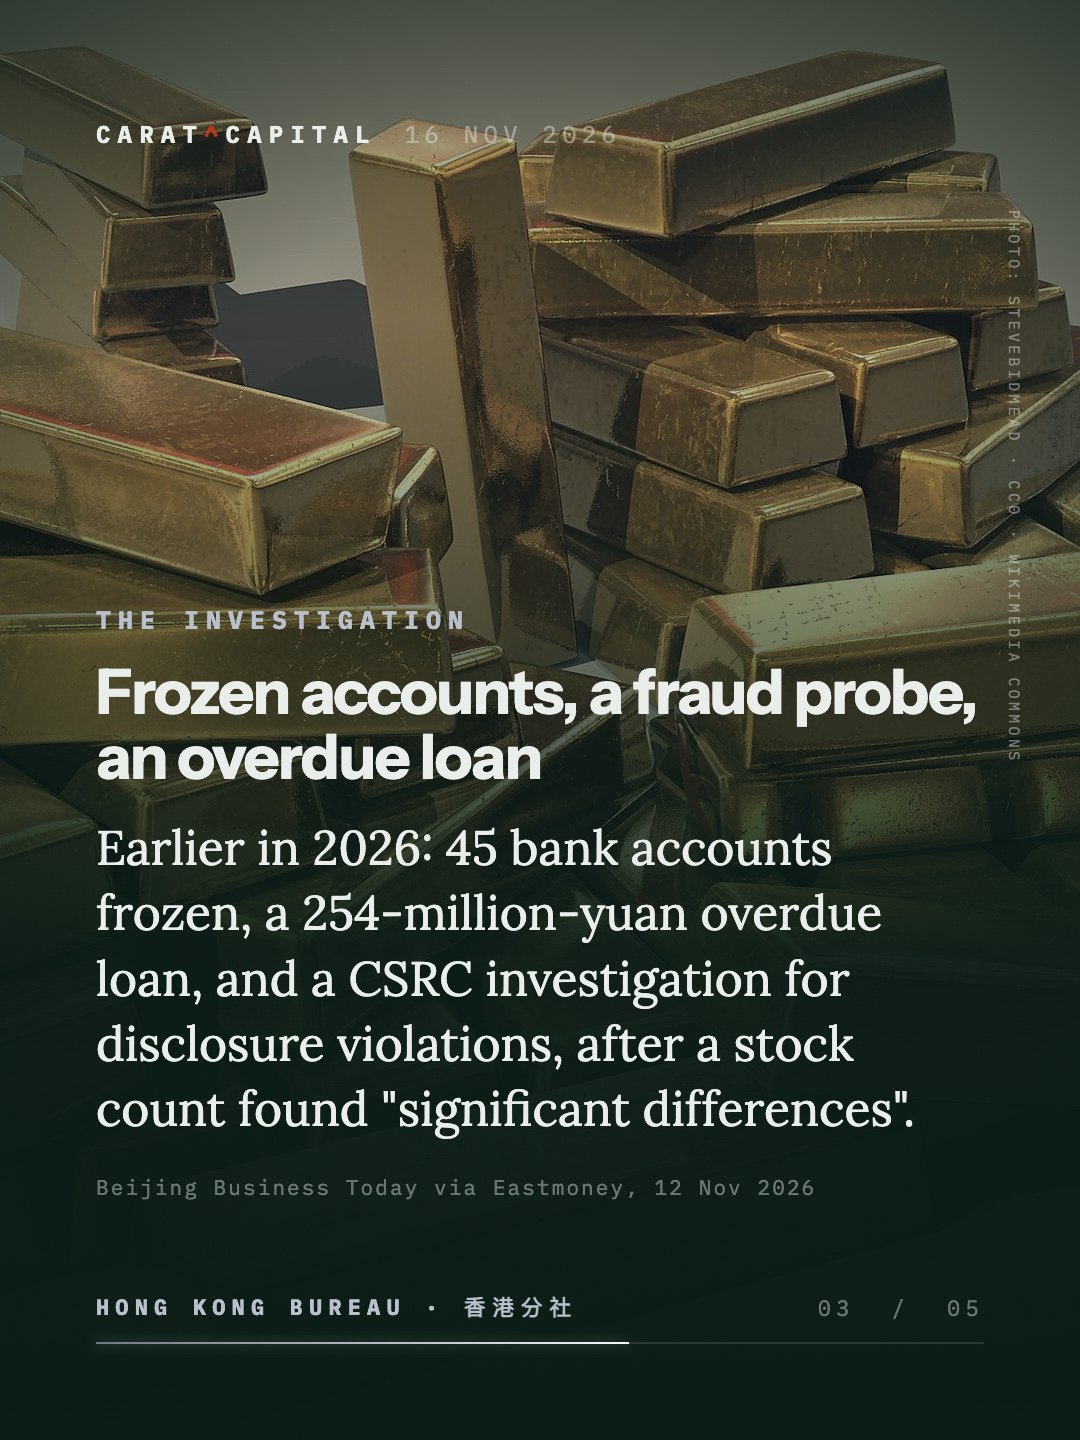 CARAT^CAPITAL 16 NOV 2026
PHOTO: STEVEBIDMEAD · CC0 · WIKIMEDIA COMMONS
THE INVESTIGATION
Frozen accounts, a fraud probe,
an overdue loan
Earlier in 2026: 45 bank accounts
frozen, a 254-million-yuan overdue
loan, and a CSRC investigation for
disclosure violations, after a stock
count found "significant differences".
Beijing Business Today via Eastmoney, 12 Nov 2026
HONG KONG BUREAU · 香港分社
03 / 05